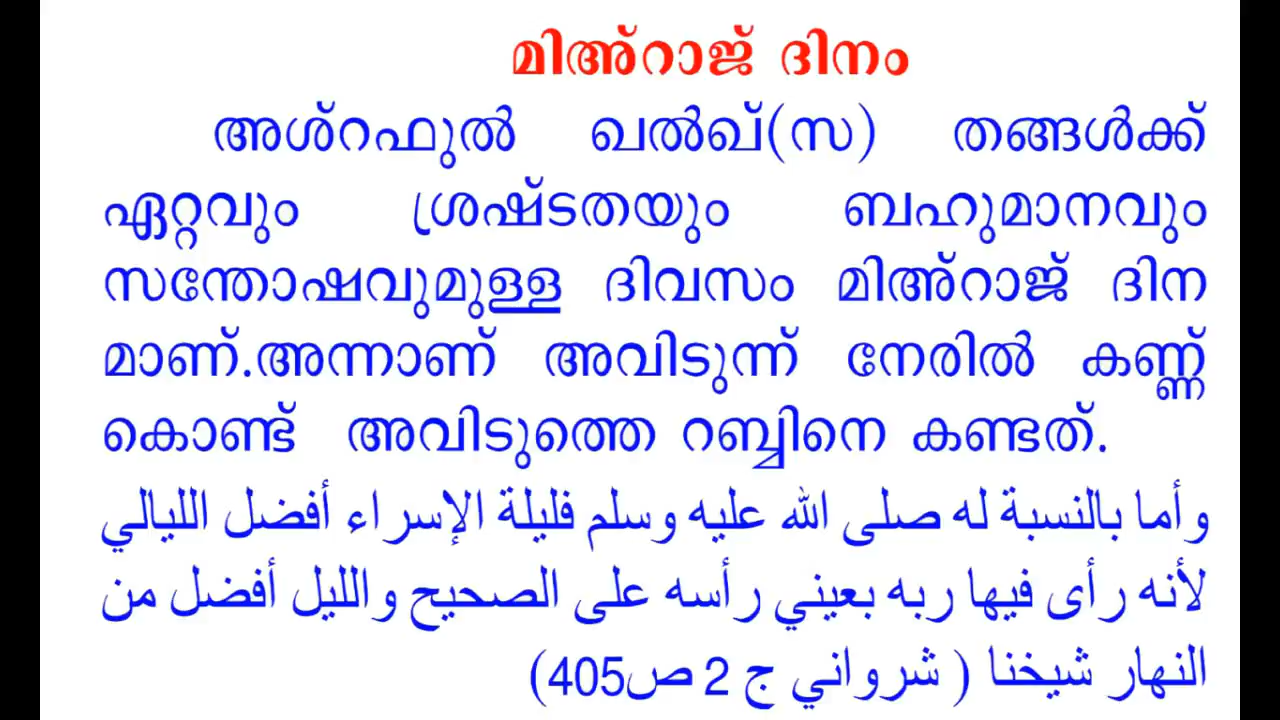 മിഅ്റാജ് ദിനം
അശ്റഫുൽ ഖൽഖ്(സ) തങ്ങൾക്ക്
ഏറ്റവും ശ്രഷ്ടതയും ബഹുമാനവും
സന്തോഷവുമുള്ള ദിവസം മിഅ്റാജ് ദിന
മാണ്.അന്നാണ് അവിടുന്ന് നേരിൽ കണ്ണ്
കൊണ്ട് അവിടുത്തെ റബ്ബിനെ കണ്ടത്.
وأما بالنسبة له صلى الله عليه وسلم فليلة الإسراء أفضل الليالي
لأنه رأى فيها ربه بعيني رأسه على الصحيح والليل أفضل من
النهار شيخنا ( شرواني ج 2 ص405)